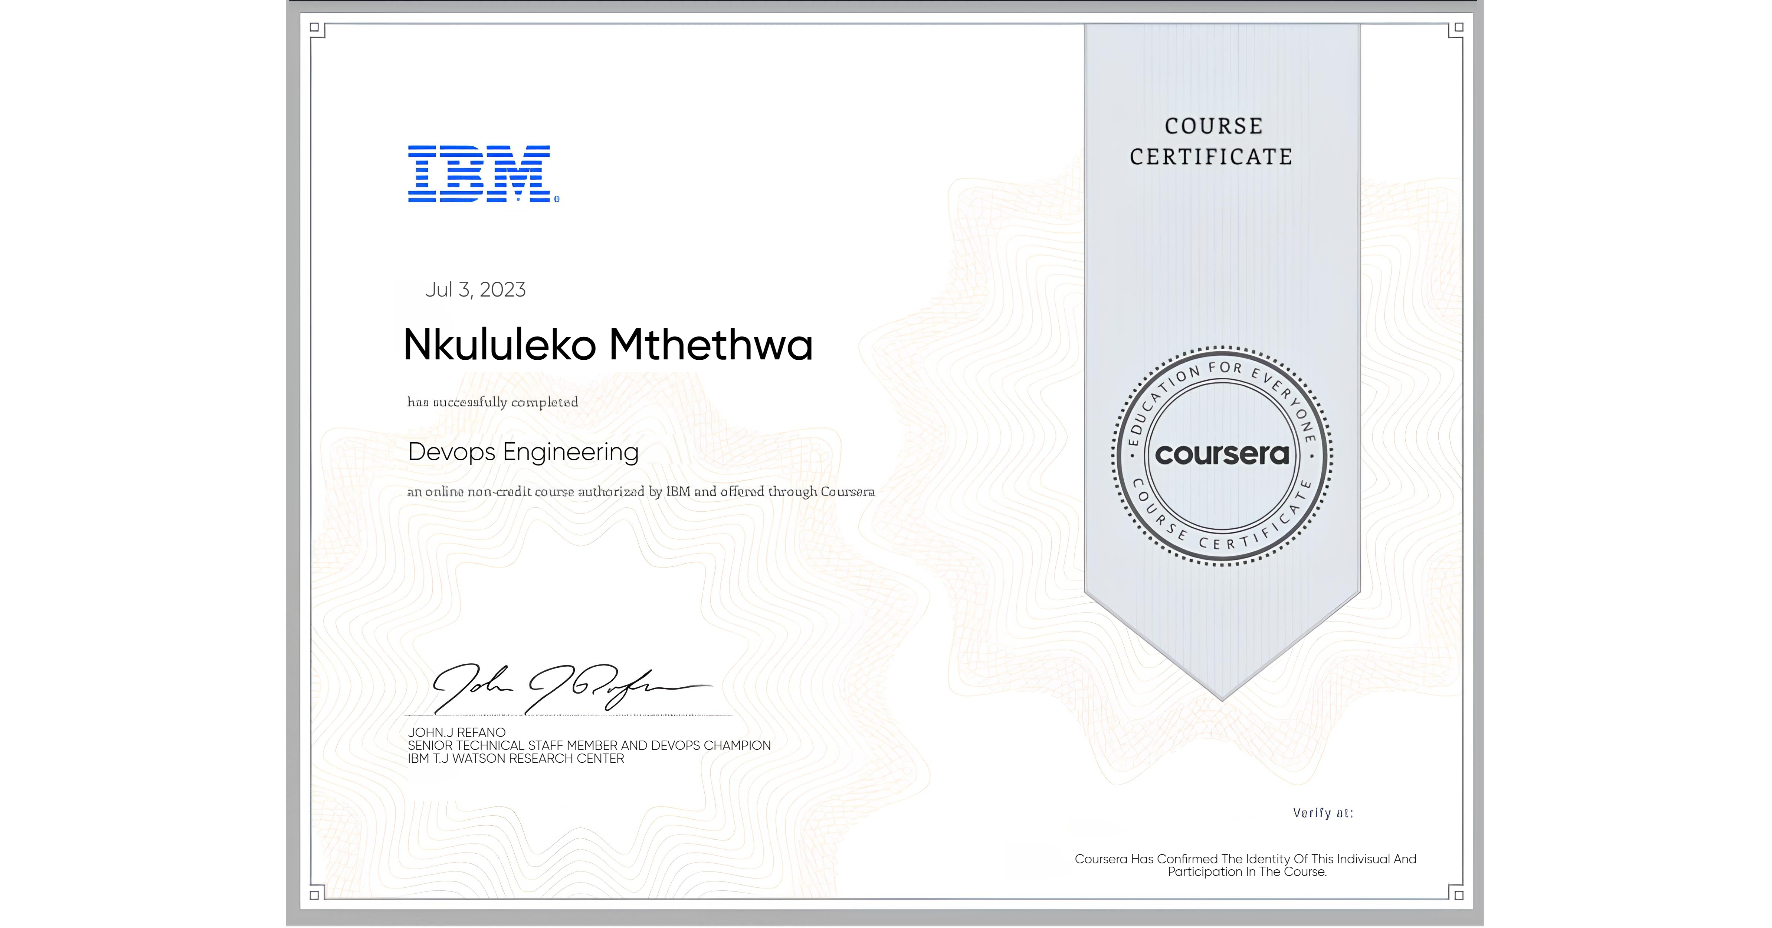 COURSE
CERTIFICATE
IBM
Jul 3, 2023
Nkululeko Mthethwa
has successfully completed
Devops Engineering
an online non-credit course authorized by IBM and offered through Coursera
EDUCATION FOR EVERYONE
coursera
COURSE CERTIFICATE
JOHN.J REFANO
SENIOR TECHNICAL STAFF MEMBER AND DEVOPS CHAMPION
IBM T.J WATSON RESEARCH CENTER
Verify at:
Coursera Has Confirmed The Identity Of This Indivisual And
Participation In The Course.